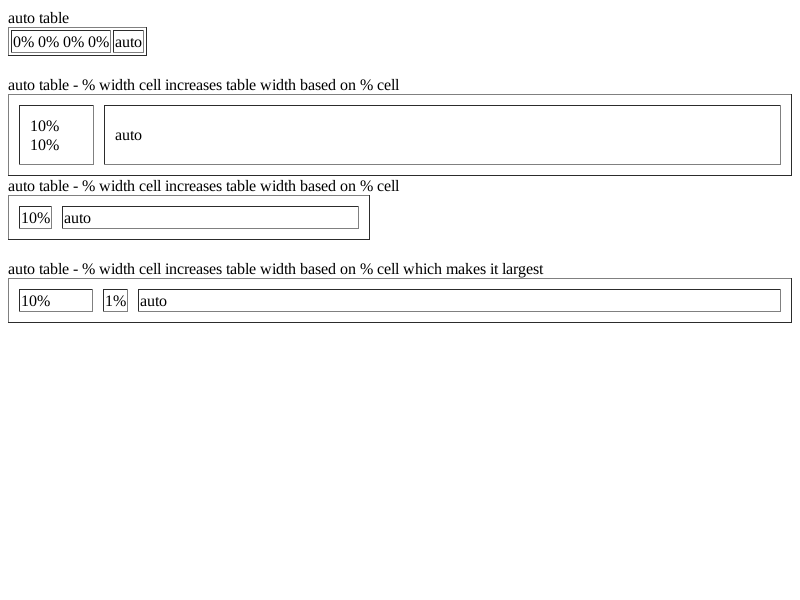 auto table
0% 0% 0% 0% auto
auto table - % width cell increases table width based on % cell
10%
10%
auto
auto table - % width cell increases table width based on % cell
10% auto
auto table - % width cell increases table width based on % cell which makes it largest
10% 1% auto